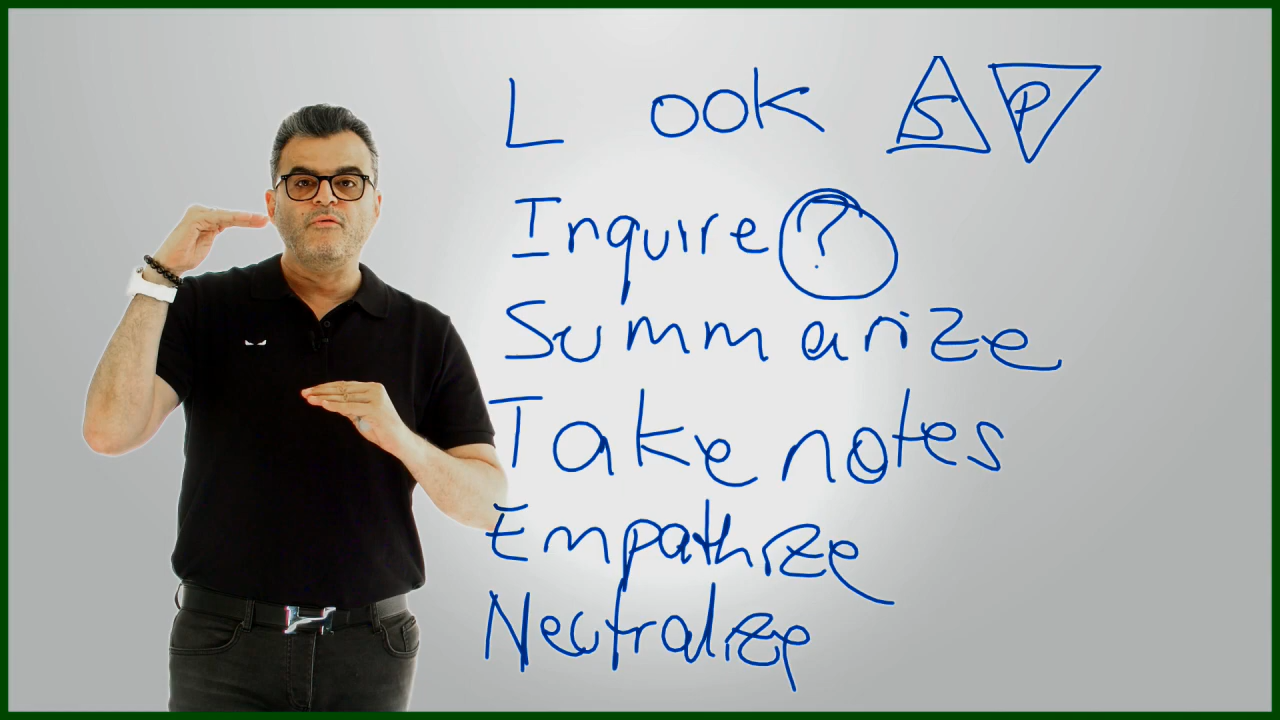 L ook S P
Inquire ?
Summarize
Take notes
Empathize
Neutralize